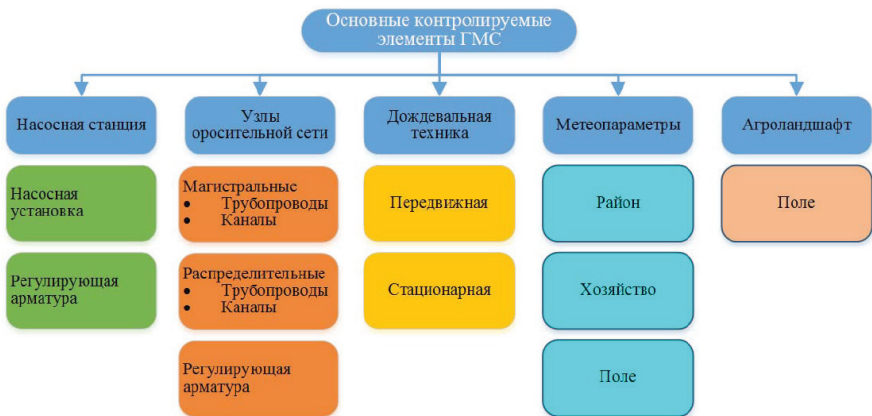 Основные контролируемые
элементы ГМС
Насосная станция
Узлы
оросительной сети
Дождевальная
техника
Метеопараметры
Агроландшафт
Насосная
установка
Регулирующая
арматура
Магистральные
• Трубопроводы
• Каналы
Распределительные
• Трубопроводы
• Каналы
Регулирующая
арматура
Передвижная
Стационарная
Район
Хозяйство
Поле
Поле